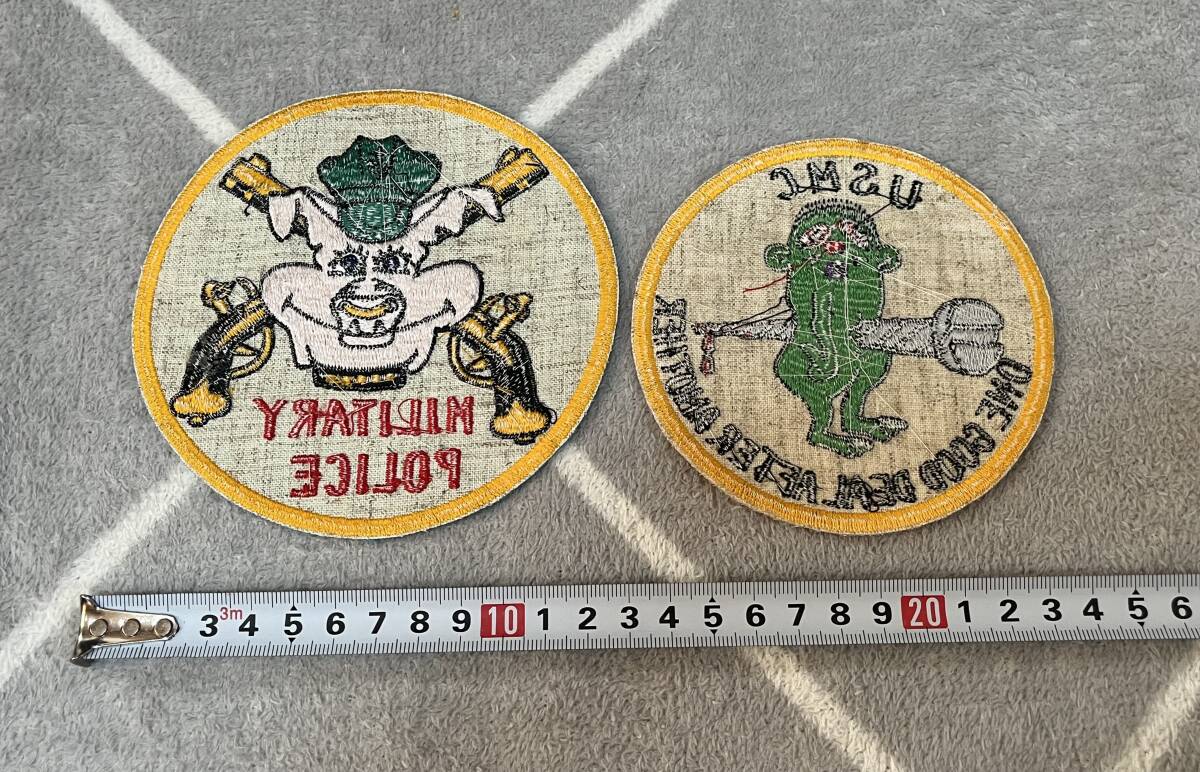 MILITARY
POLICE
USMC
ONE GOOD DEAL AFTER ANOTHER
3m
3 4 5 6 7 8 9 10 1 2 3 4 5 6 7 8 9 20 1 2 3 4 5 6